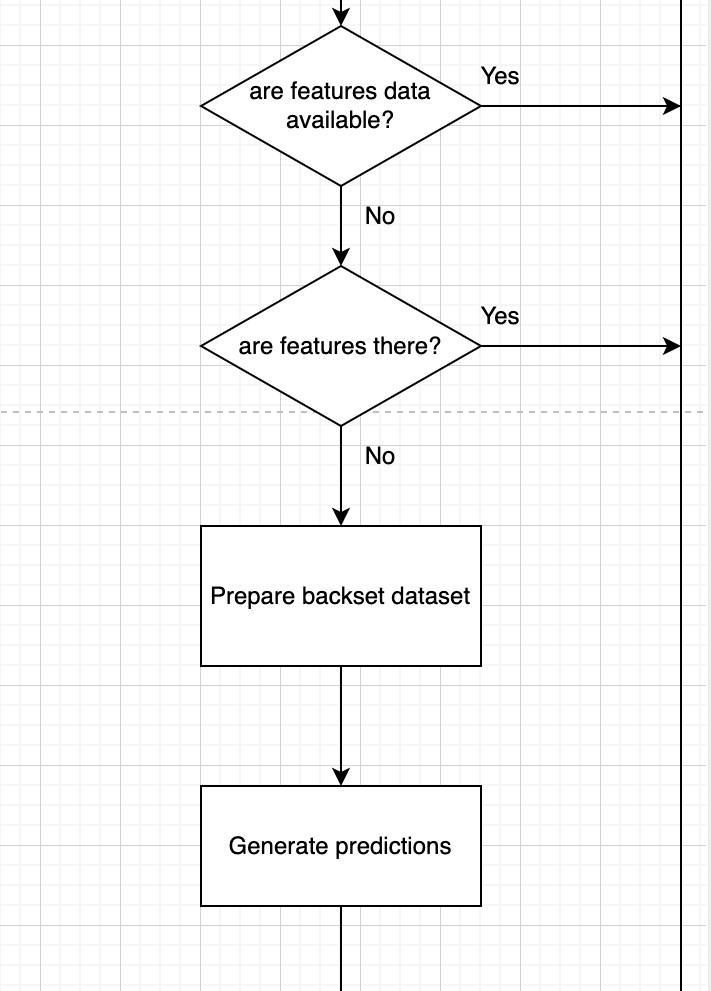 are features data
available?
Yes
No
are features there?
Yes
No
Prepare backset dataset
Generate predictions